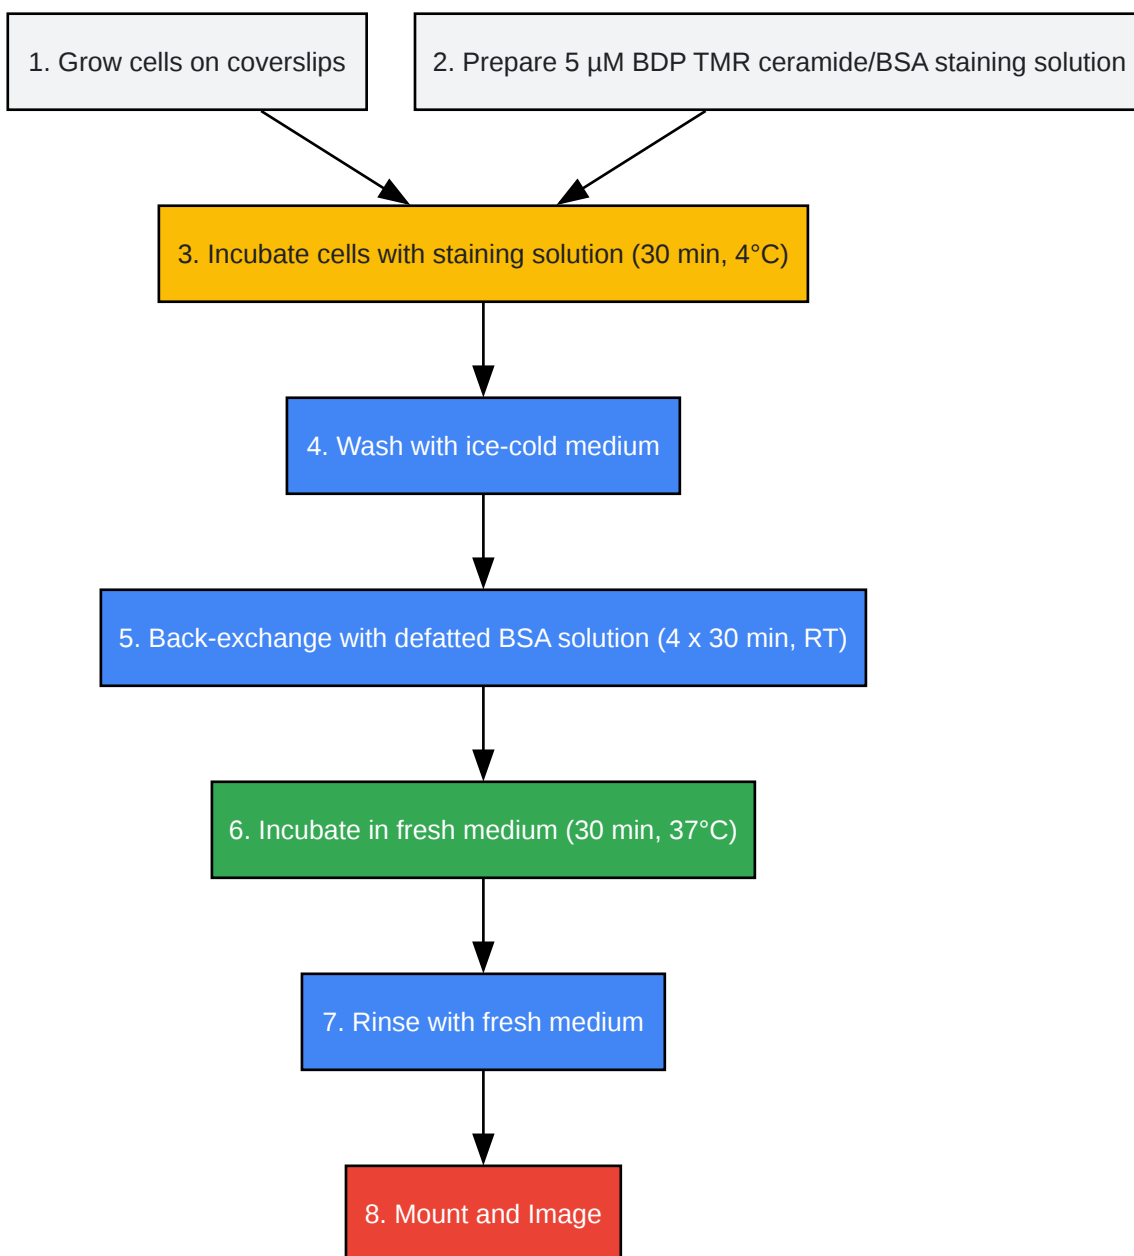 1. Grow cells on coverslips
2. Prepare 5 µM BDP TMR ceramide/BSA staining solution
3. Incubate cells with staining solution (30 min, 4°C)
4. Wash with ice-cold medium
5. Back-exchange with defatted BSA solution (4 x 30 min, RT)
6. Incubate in fresh medium (30 min, 37°C)
7. Rinse with fresh medium
8. Mount and Image